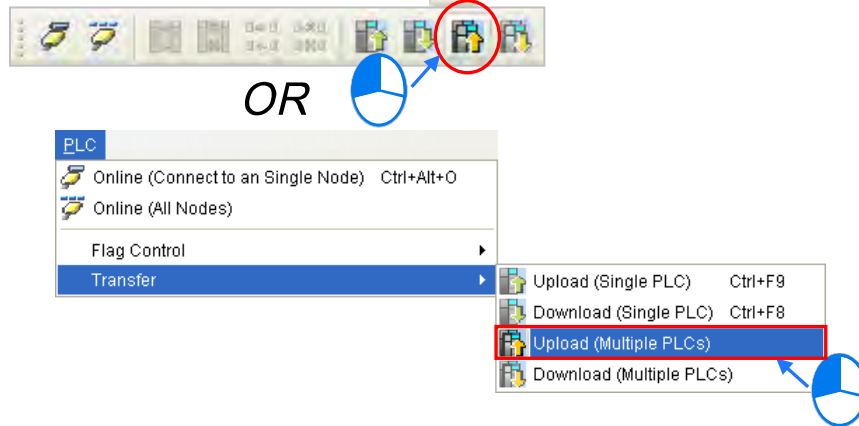 OR
PLC
Online (Connect to an Single Node) Ctrl+Alt+O
Online (All Nodes)
Flag Control
Transfer
Upload (Single PLC) Ctrl+F9
Download (Single PLC) Ctrl+F8
Upload (Multiple PLCs)
Download (Multiple PLCs)